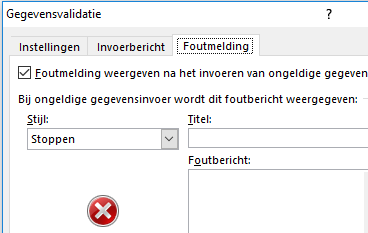 Gegevensvalidatie ?
Instellingen Invoerbericht Foutmelding
Foutmelding weergeven na het invoeren van ongeldige gegeven
Bij ongeldige gegevensinvoer wordt dit foutbericht weergegeven:
Stijl: Titel:
Stoppen
Foutbericht: